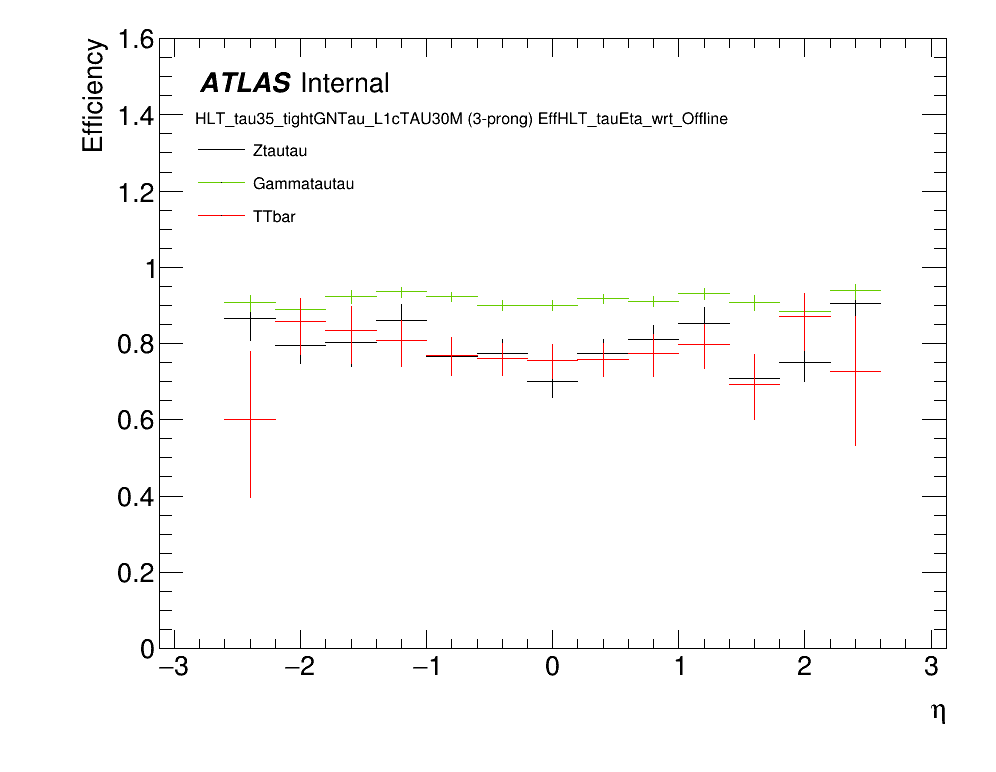 Efficiency
1.6
1.4
1.2
1
0.8
0.6
0.4
0.2
0
ATLAS Internal
HLT_tau35_tightGNTau_L1cTAU30M (3-prong) EffHLT_tauEta_wrt_Offline
Ztautau
Gammatautau
TTbar
−3 −2 −1 0 1 2 3
η